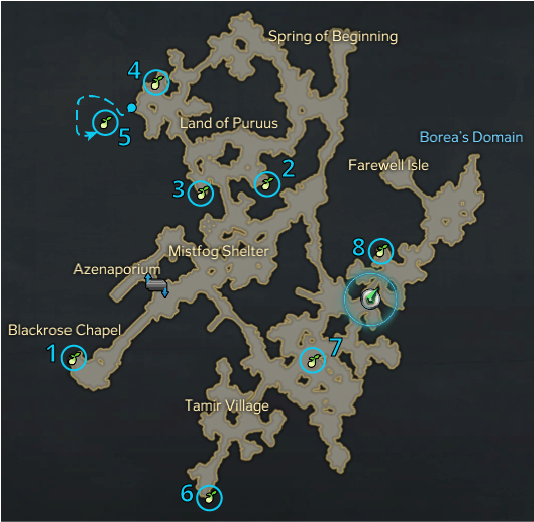 Spring of Beginning
4
Land of Puruus
5
Borea's Domain
Farewell Isle
2
3
Mistfog Shelter
8
Azenaporium
Blackrose Chapel
1
7
Tamir Village
6